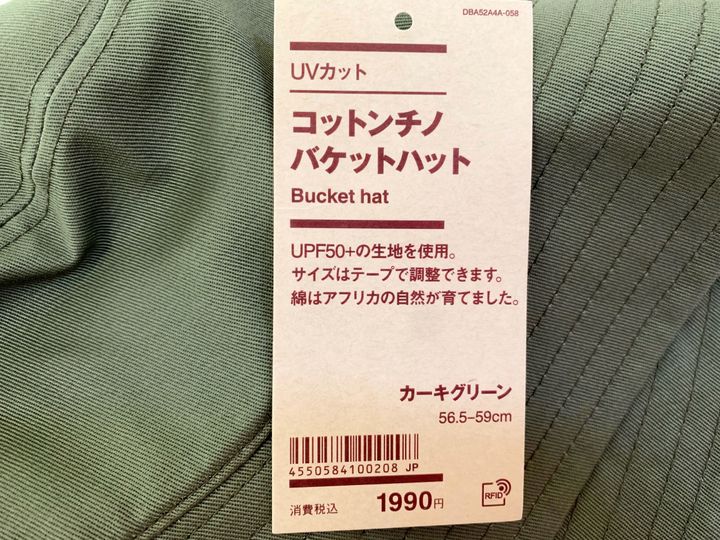 DBA52A4A-058
UVカット
コットンチノ
バケットハット
Bucket hat
UPF50+の生地を使用。
サイズはテープで調整できます。
綿はアフリカの自然が育てました。
カーキグリーン
56.5–59cm
4550584100208 JP
消費税込 1990円
RFID